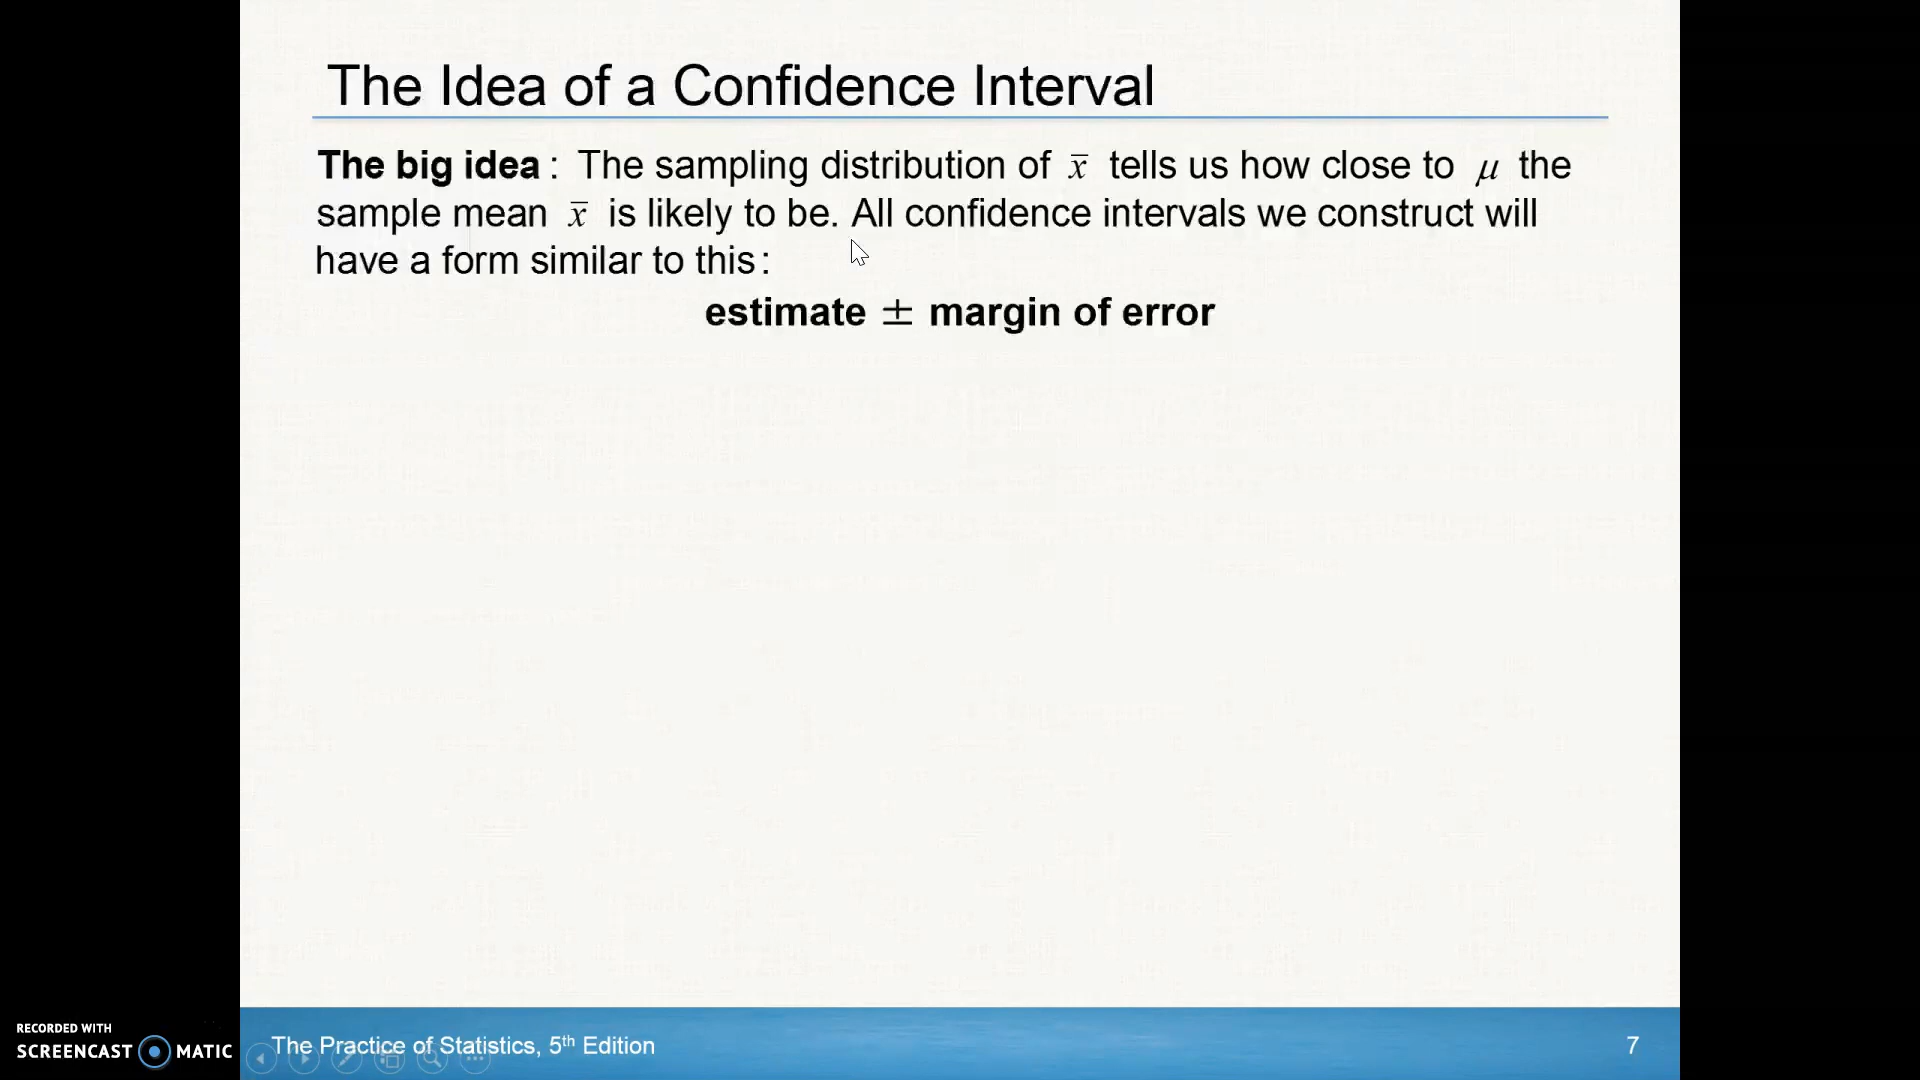 The Idea of a Confidence Interval
The big idea : The sampling distribution of x̅ tells us how close to μ the
sample mean x̅ is likely to be. All confidence intervals we construct will
have a form similar to this :
estimate ± margin of error
RECORDED WITH
SCREENCAST MATIC
The Practice of Statistics, 5th Edition
7